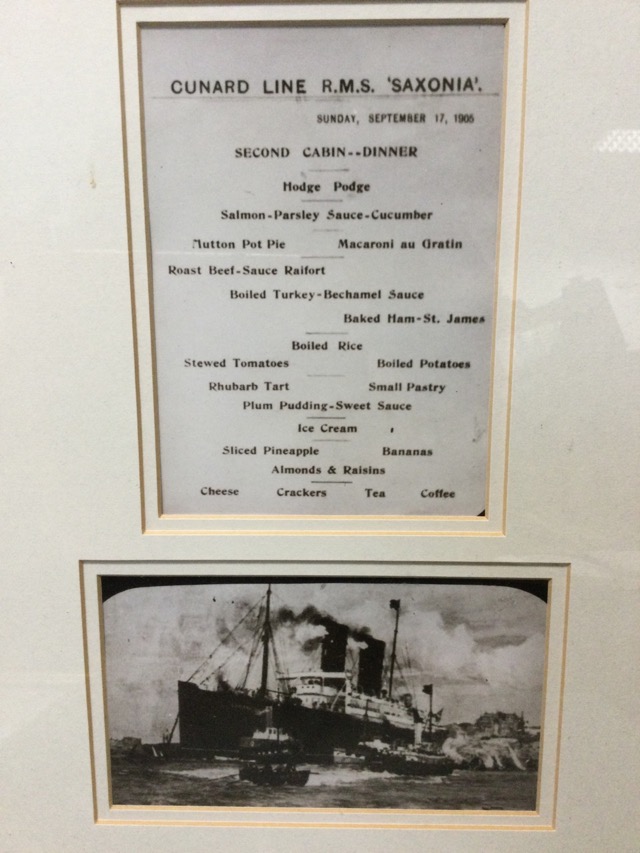 CUNARD LINE R.M.S. 'SAXONIA'.
SUNDAY, SEPTEMBER 17, 1905
SECOND CABIN--DINNER
Hodge Podge
Salmon-Parsley Sauce-Cucumber
Mutton Pot Pie Macaroni au Gratin
Roast Beef-Sauce Raifort
Boiled Turkey-Bechamel Sauce
Baked Ham-St. James
Boiled Rice
Stewed Tomatoes Boiled Potatoes
Rhubarb Tart Small Pastry
Plum Pudding-Sweet Sauce
Ice Cream
Sliced Pineapple Bananas
Almonds & Raisins
Cheese Crackers Tea Coffee